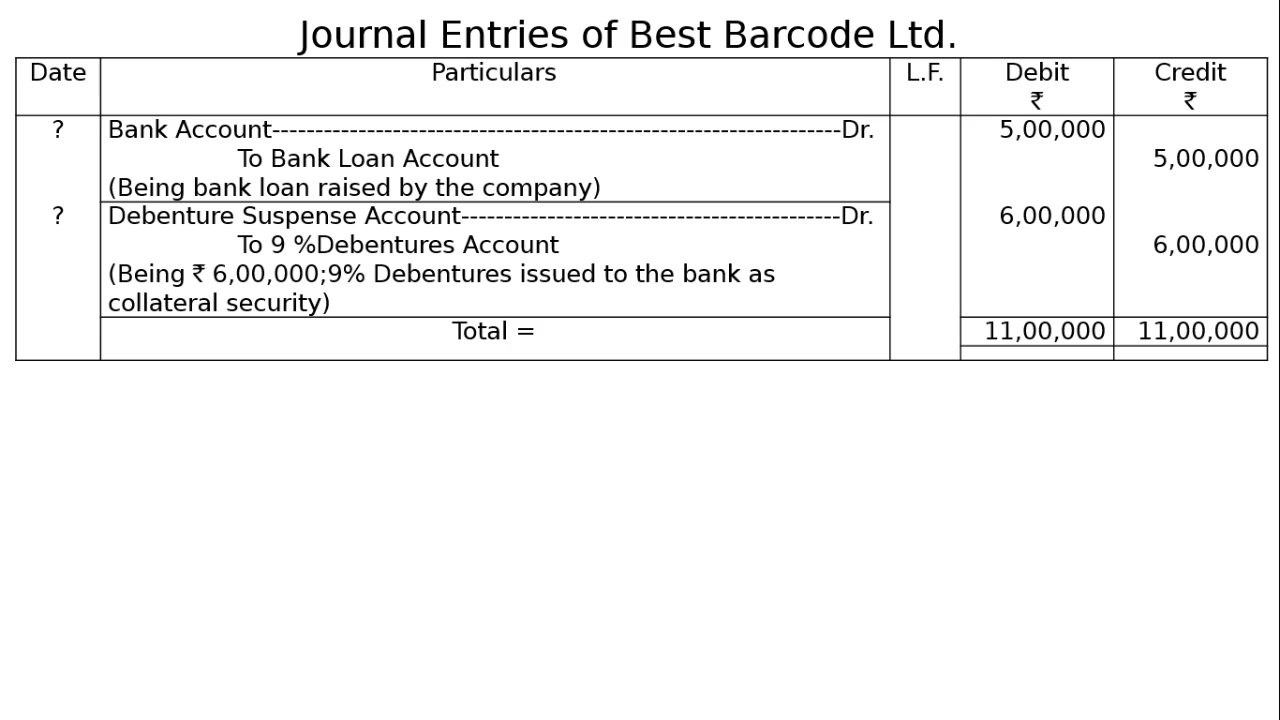 Journal Entries of Best Barcode Ltd.
Date Particulars L.F. Debit Credit
₹ ₹
? Bank Account------------------------------------------------------------------Dr. 5,00,000
To Bank Loan Account 5,00,000
(Being bank loan raised by the company)
? Debenture Suspense Account--------------------------------------------Dr. 6,00,000
To 9 %Debentures Account 6,00,000
(Being ₹ 6,00,000;9% Debentures issued to the bank as
collateral security)
Total = 11,00,000 11,00,000